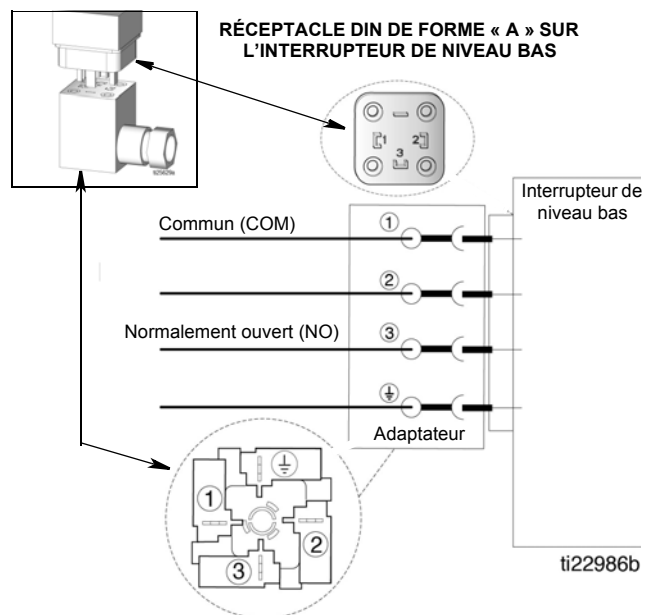 RÉCEPTACLE DIN DE FORME « A » SUR
L'INTERRUPTEUR DE NIVEAU BAS
ti25629a
1
2
3
Interrupteur de
niveau bas
Commun (COM)
1
2
Normalement ouvert (NO)
3
Adaptateur
1
2
3
ti22986b